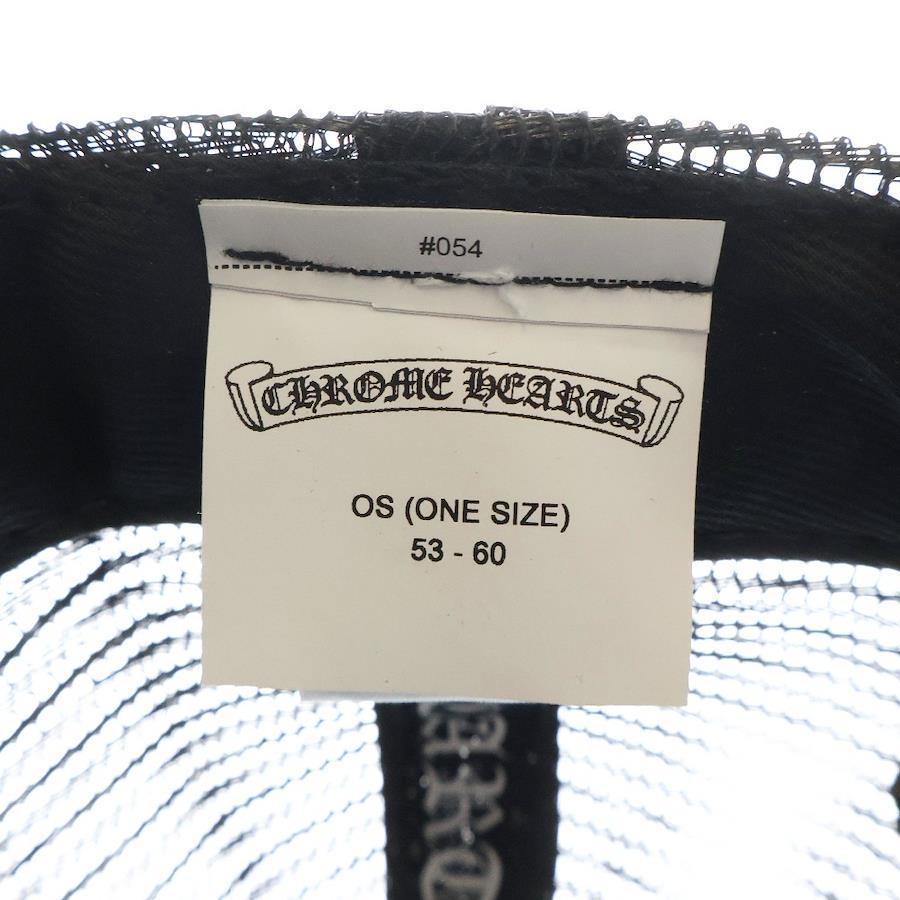 #054
CHROME HEARTS
OS (ONE SIZE)
53 - 60